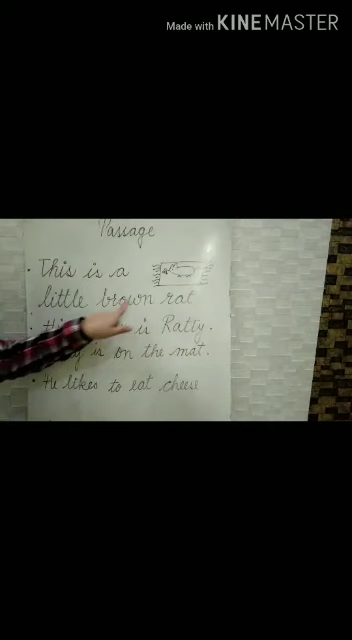 Made with KINEMASTER
Passage
This is a
little brown rat
is Ratty.
is on the mat.
He likes to eat cheese